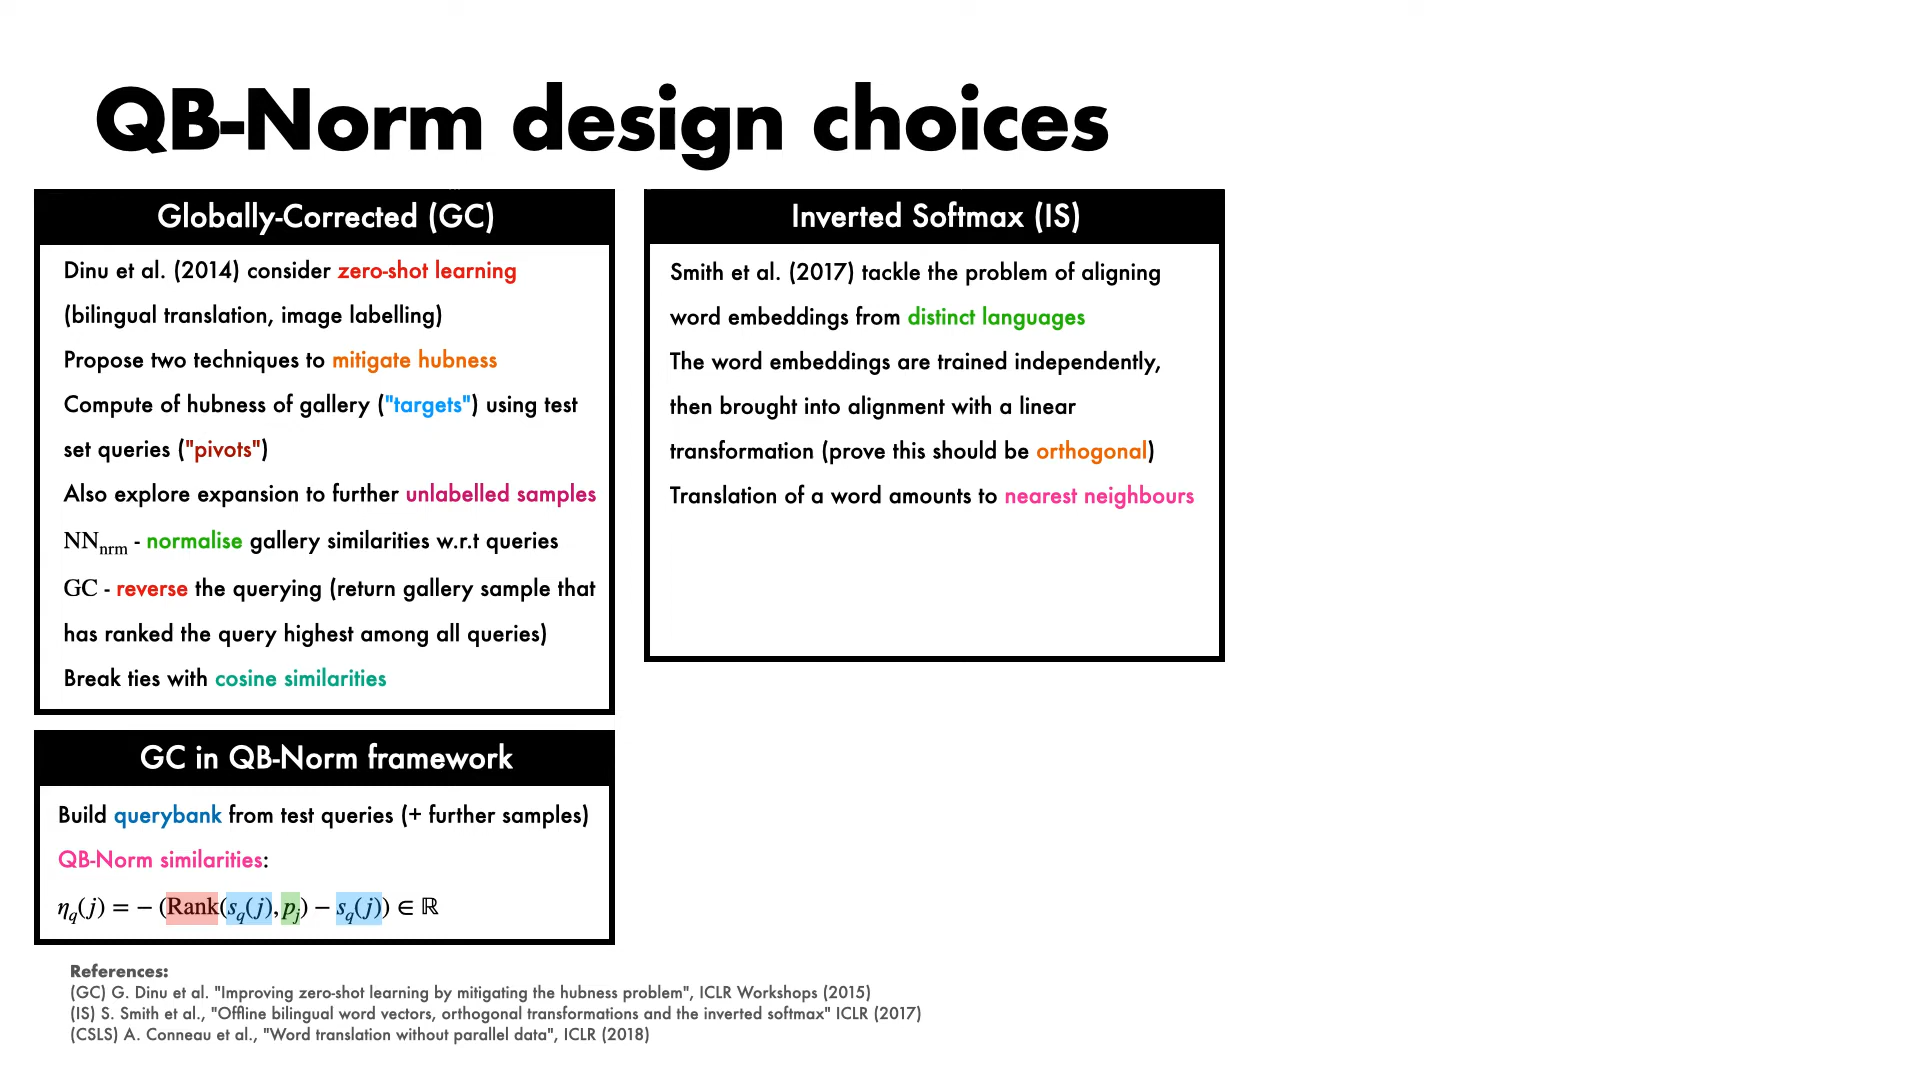 QB-Norm design choices
Globally-Corrected (GC)
Dinu et al. (2014) consider zero-shot learning
(bilingual translation, image labelling)
Propose two techniques to mitigate hubness
Compute of hubness of gallery ("targets") using test
set queries ("pivots")
Also explore expansion to further unlabelled samples
NN_nrm - normalise gallery similarities w.r.t queries
GC - reverse the querying (return gallery sample that
has ranked the query highest among all queries)
Break ties with cosine similarities
Inverted Softmax (IS)
Smith et al. (2017) tackle the problem of aligning
word embeddings from distinct languages
The word embeddings are trained independently,
then brought into alignment with a linear
transformation (prove this should be orthogonal)
Translation of a word amounts to nearest neighbours
GC in QB-Norm framework
Build querybank from test queries (+ further samples)
QB-Norm similarities:
η_q(j) = − (Rank(s_q(j), p_j) − s_q(j)) ∈ ℝ
References:
(GC) G. Dinu et al. "Improving zero-shot learning by mitigating the hubness problem", ICLR Workshops (2015)
(IS) S. Smith et al., "Offline bilingual word vectors, orthogonal transformations and the inverted softmax" ICLR (2017)
(CSLS) A. Conneau et al., "Word translation without parallel data", ICLR (2018)